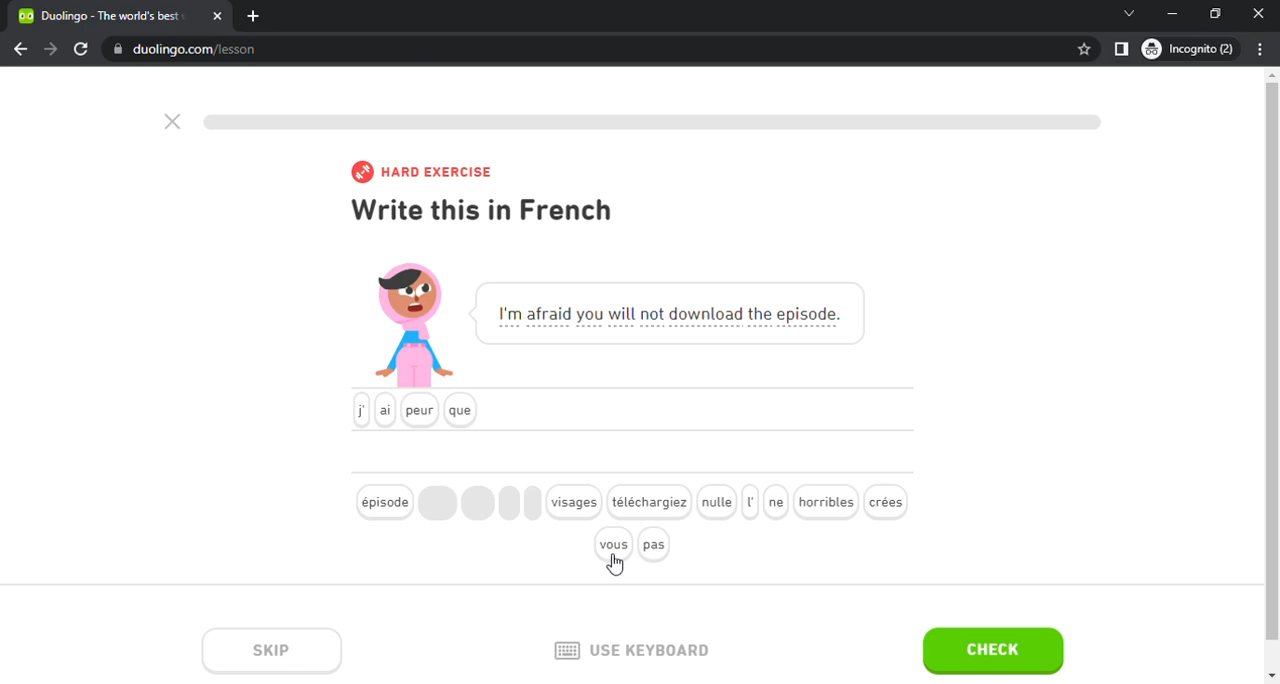 Duolingo - The world's best
duolingo.com/lesson
Incognito (2)
HARD EXERCISE
Write this in French
I'm afraid you will not download the episode.
j' ai peur que
épisode visages téléchargiez nulle l' ne horribles crées
vous pas
SKIP
USE KEYBOARD
CHECK